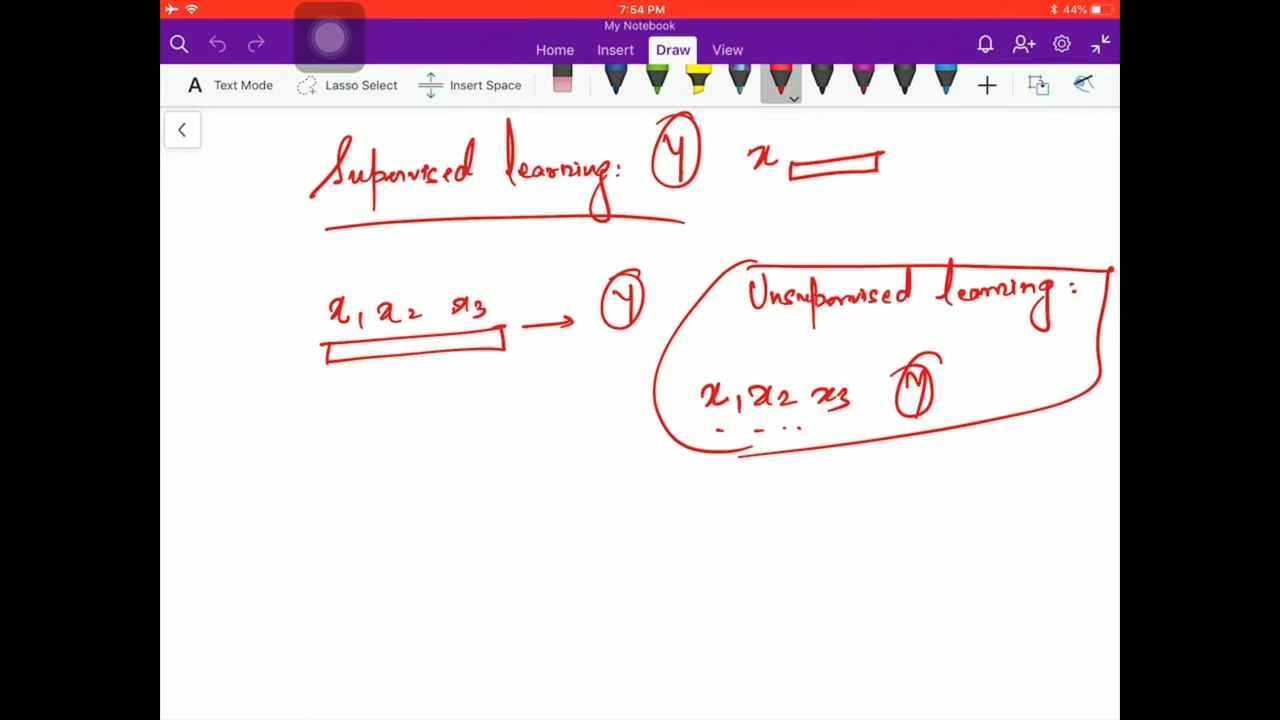 7:54 PM
44%
My Notebook
Home Insert Draw View
A Text Mode Lasso Select Insert Space
Supervised learning: Y x
x1 x2 x3 → Y
Unsupervised learning:
x1 x2 x3 Y